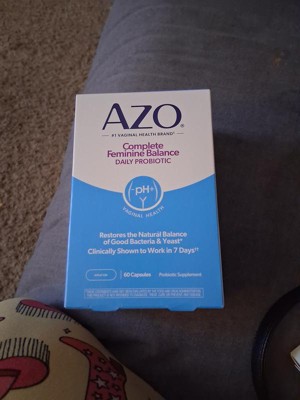 AZO®
#1 VAGINAL HEALTH BRAND*
Complete
Feminine Balance
DAILY PROBIOTIC
pH
VAGINAL HEALTH
Restores the Natural Balance
of Good Bacteria & Yeast*
Clinically Shown to Work in 7 Days*†
60 Capsules
Probiotic Supplement